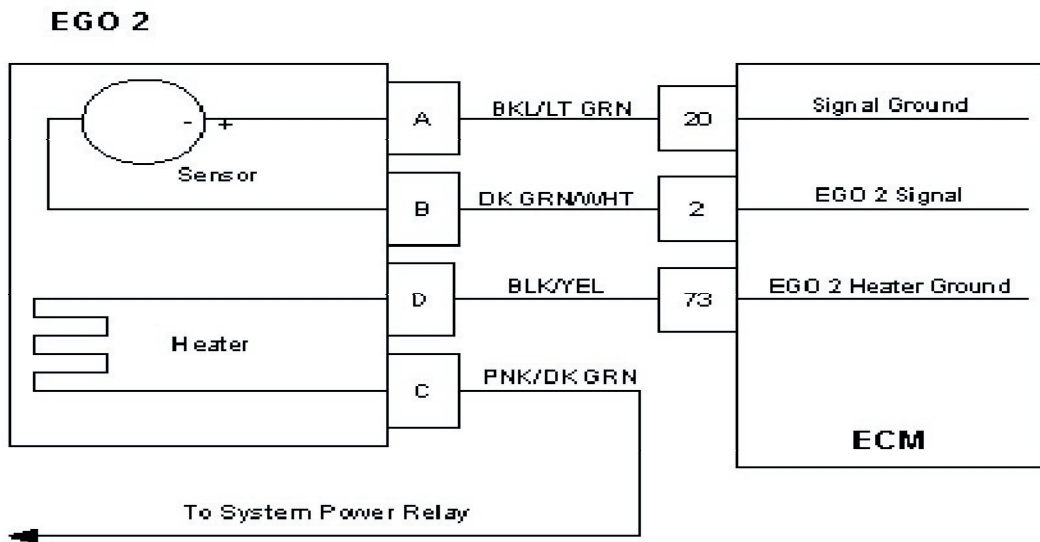 EGO 2
A BKL/LT GRN 20 Signal Ground
- +
Sensor
B DK GRN/WHT 2 EGO 2 Signal
D BLK/YEL 73 EGO 2 Heater Ground
Heater
C PNK/DK GRN
ECM
To System Power Relay